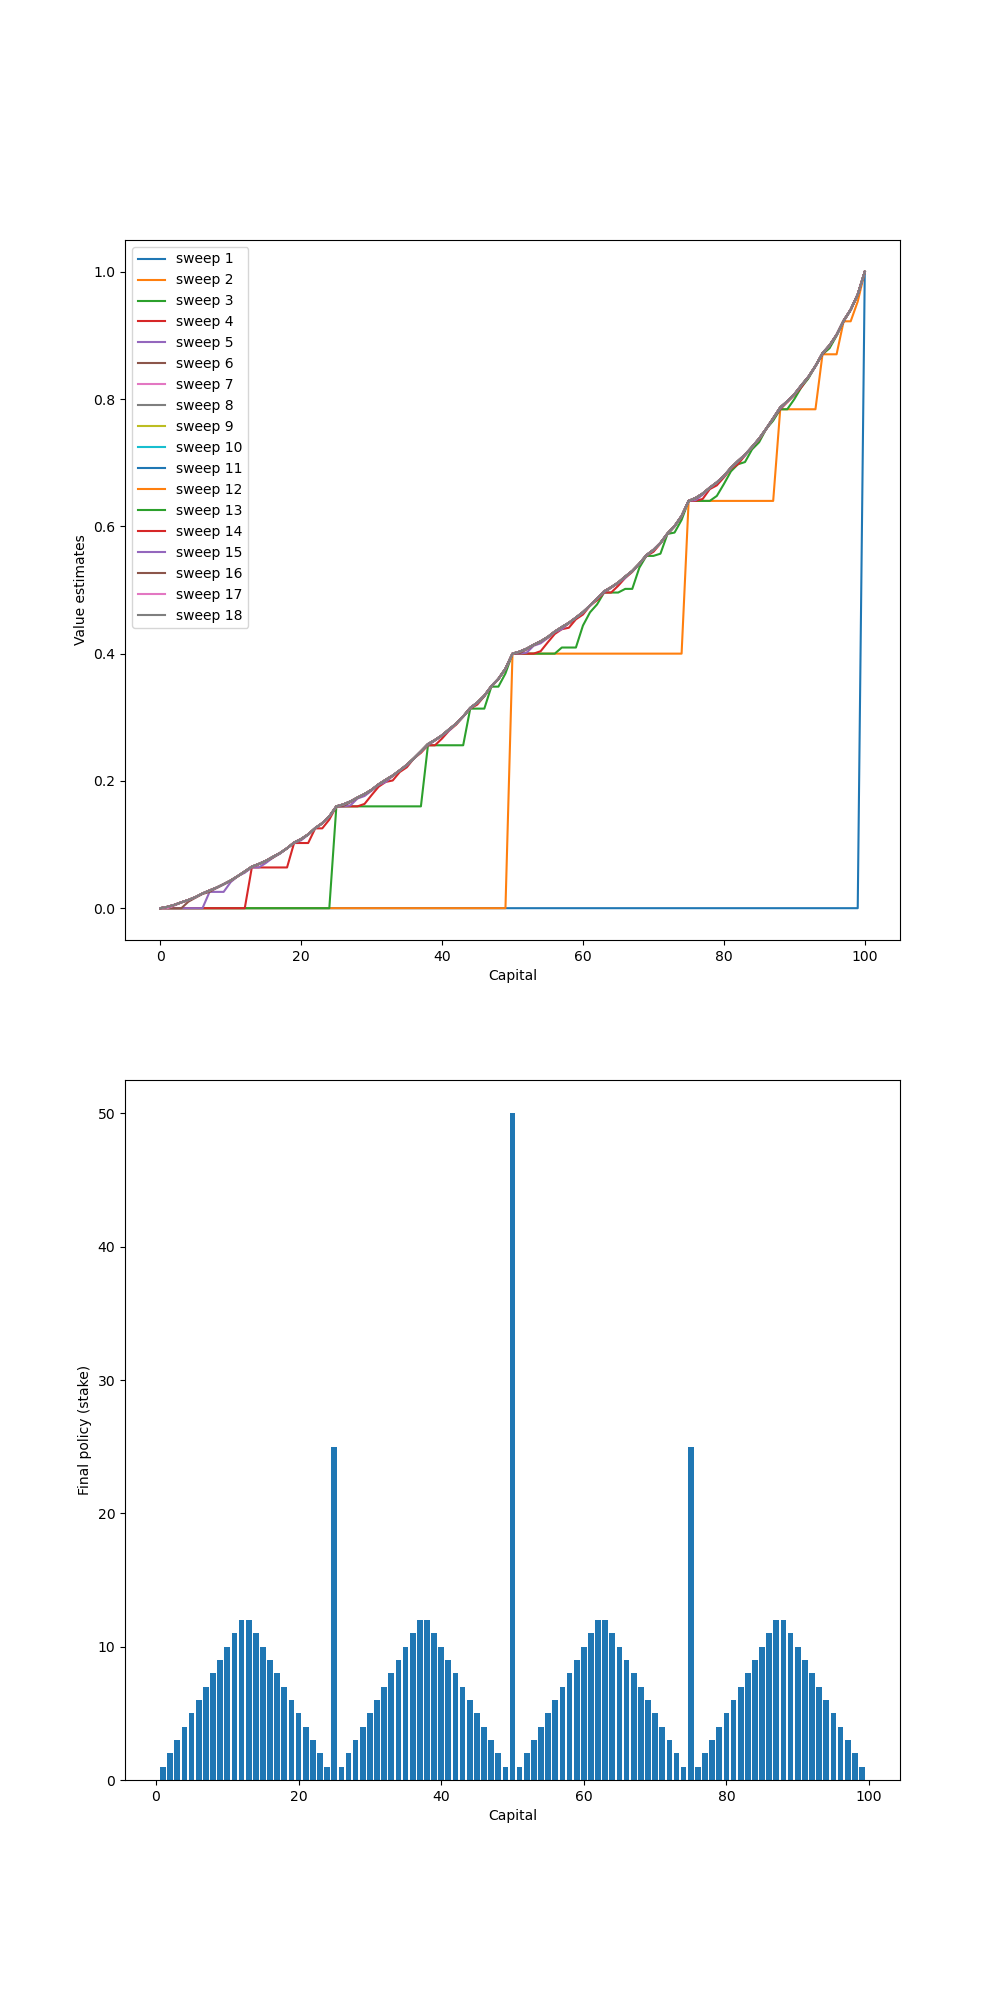 sweep 1
sweep 2
sweep 3
sweep 4
sweep 5
sweep 6
sweep 7
sweep 8
sweep 9
sweep 10
sweep 11
sweep 12
sweep 13
sweep 14
sweep 15
sweep 16
sweep 17
sweep 18
1.0
0.8
0.6
0.4
0.2
0.0
Value estimates
0 20 40 60 80 100
Capital
50
40
30
20
10
0
Final policy (stake)
0 20 40 60 80 100
Capital